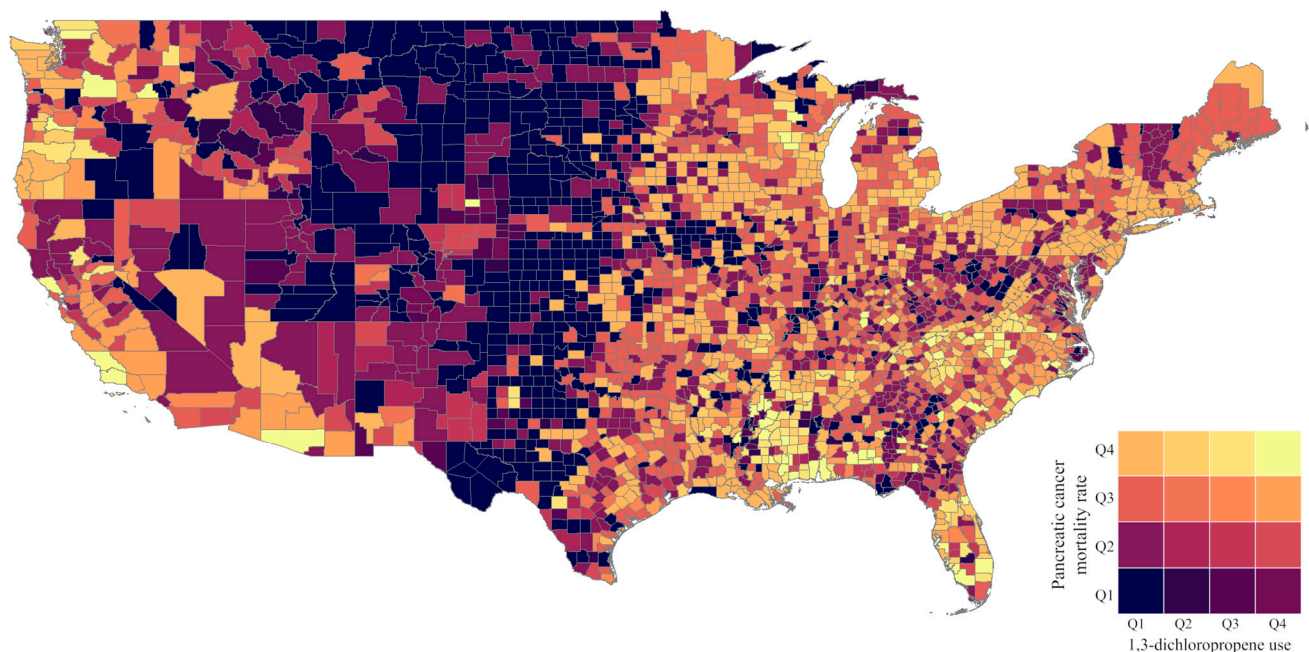 Pancreatic cancer
mortality rate
Q4
Q3
Q2
Q1
Q1 Q2 Q3 Q4
1,3-dichloropropene use